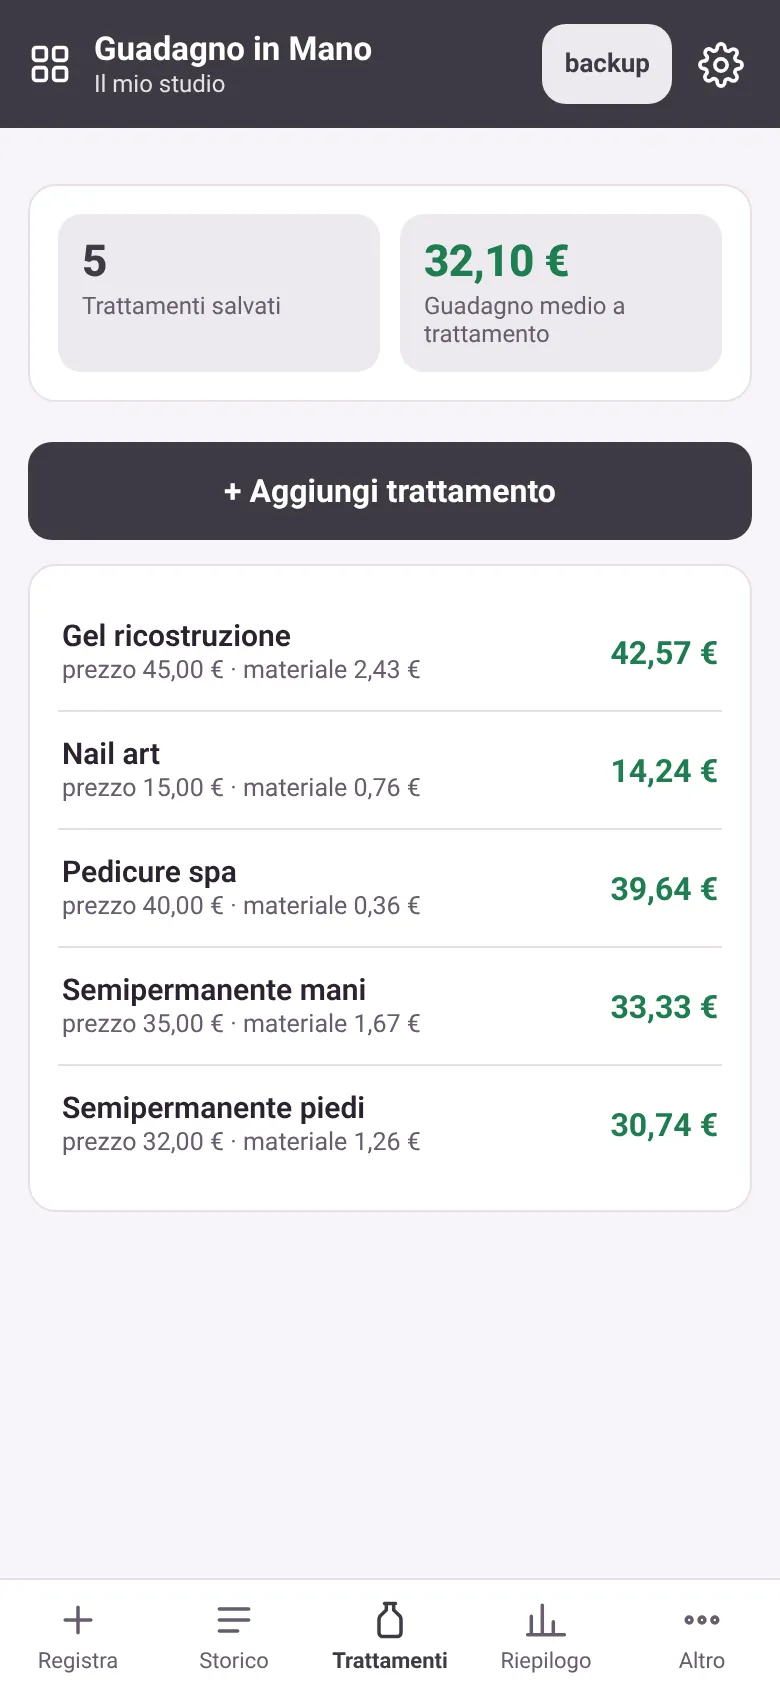 Guadagno in Mano
Il mio studio
backup
5
Trattamenti salvati
32,10 €
Guadagno medio a
trattamento
+ Aggiungi trattamento
Gel ricostruzione
prezzo 45,00 € · materiale 2,43 €
42,57 €
Nail art
prezzo 15,00 € · materiale 0,76 €
14,24 €
Pedicure spa
prezzo 40,00 € · materiale 0,36 €
39,64 €
Semipermanente mani
prezzo 35,00 € · materiale 1,67 €
33,33 €
Semipermanente piedi
prezzo 32,00 € · materiale 1,26 €
30,74 €
Registra
Storico
Trattamenti
Riepilogo
Altro